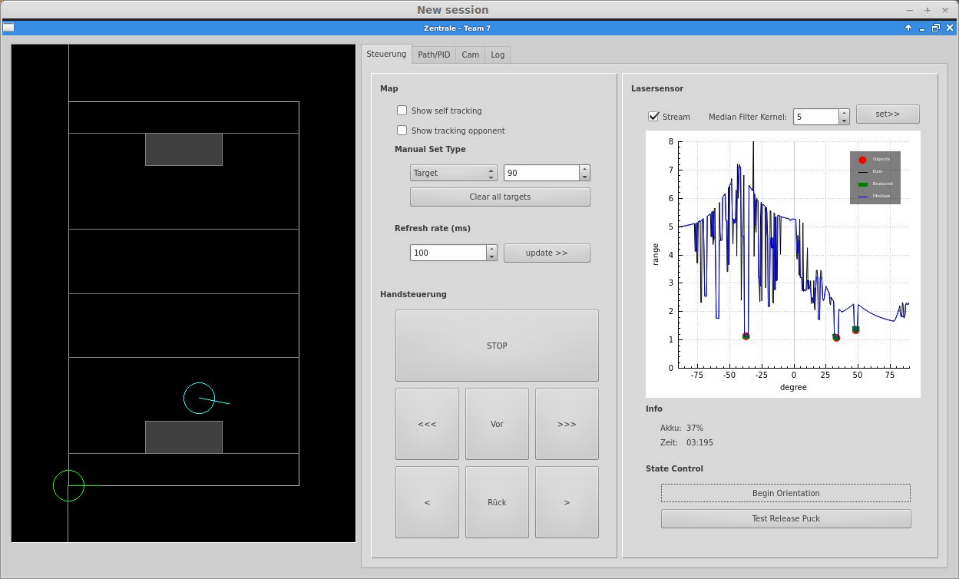 New session
Zentrale - Team 7
Steuerung Path/PID Cam Log
Map
Show self tracking
Show tracking opponent
Manual Set Type
Target 90
Clear all targets
Refresh rate (ms)
100 update >>
Handsteuerung
STOP
<<< Vor >>>
< Rück >
Lasersensor
Stream Median Filter Kernel: 5 set>>
8
7
6
5
4
3
2
1
0
range
-75 -50 -25 0 25 50 75
degree
Objects
Raw
Reduced
Median
Info
Akku: 37%
Zeit: 03:195
State Control
Begin Orientation
Test Release Puck